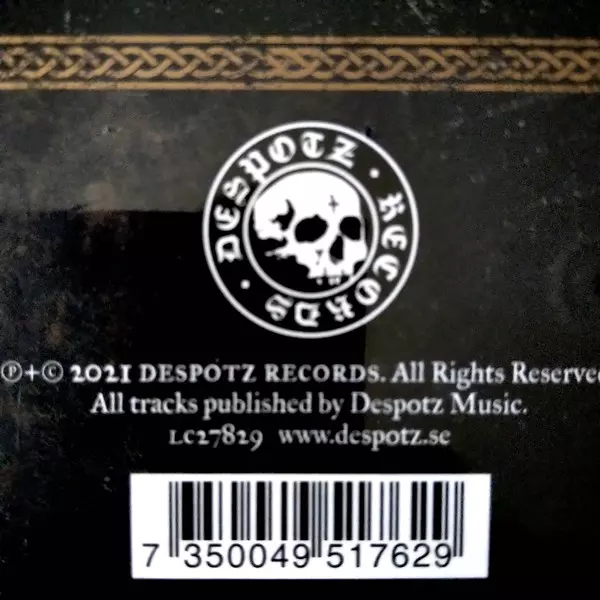 DESPOTZ • RECORDS •
Ⓟ+© 2021 DESPOTZ RECORDS. All Rights Reserve
All tracks published by Despotz Music.
LC27829 www.despotz.se
7 350049 517629